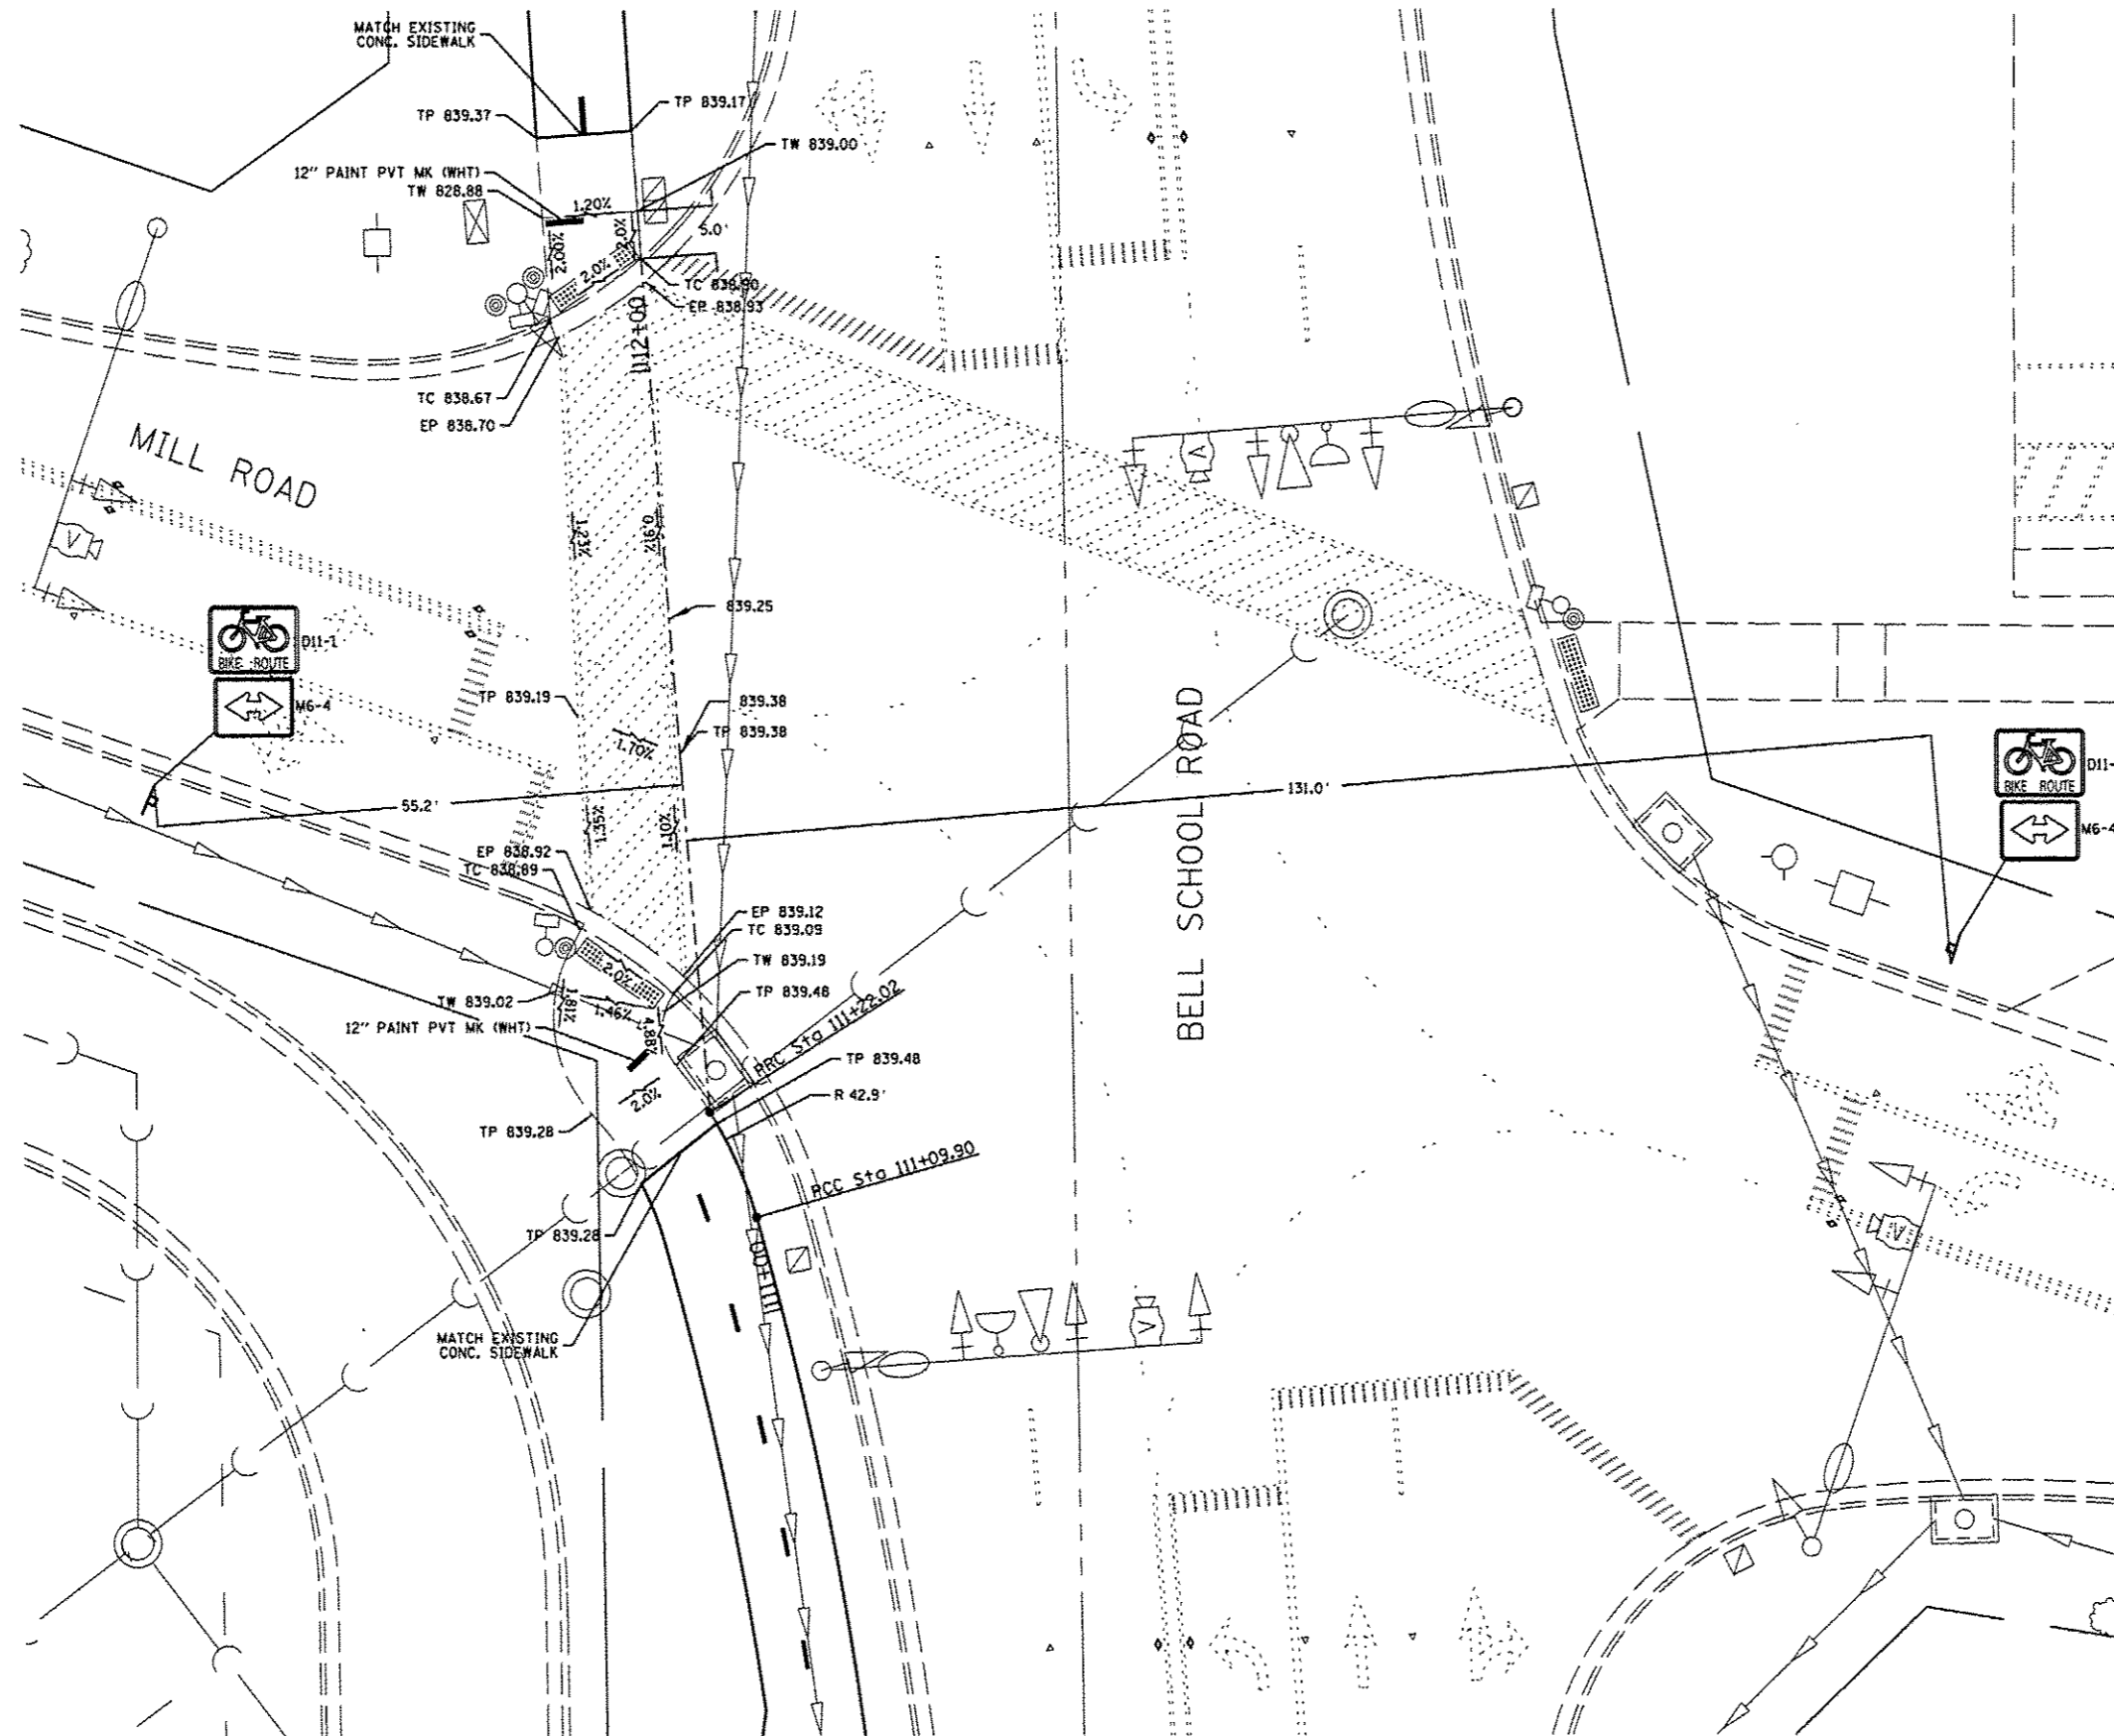 MATCH EXISTING
CONC. SIDEWALK
TP 839.37
TP 839.17
TW 839.00
12" PAINT PVT MK (WHT)
TW 828.88
1.20%
5.0'
2.00%
2.0%
2.0%
TC 838.90
EP 838.93
112+00
TC 838.67
EP 838.70
MILL ROAD
1.23%
0.91%
839.25
BIKE ROUTE
D11-1
M6-4
TP 839.19
839.38
TP 839.38
1.70%
BELL SCHOOL ROAD
55.2'
131.0'
BIKE ROUTE
D11-
M6-4
1.35%
1.10%
EP 838.92
TC 838.89
EP 839.12
TC 839.09
TW 839.19
2.0%
TP 839.48
TW 839.02
1.81%
1.46%
4.88%
12" PAINT PVT MK (WHT)
PRC Sta 111+22.02
TP 839.48
2.0%
R 42.9'
TP 839.28
PCC Sta 111+09.90
TP 839.28
111+00
MATCH EXISTING
CONC. SIDEWALK